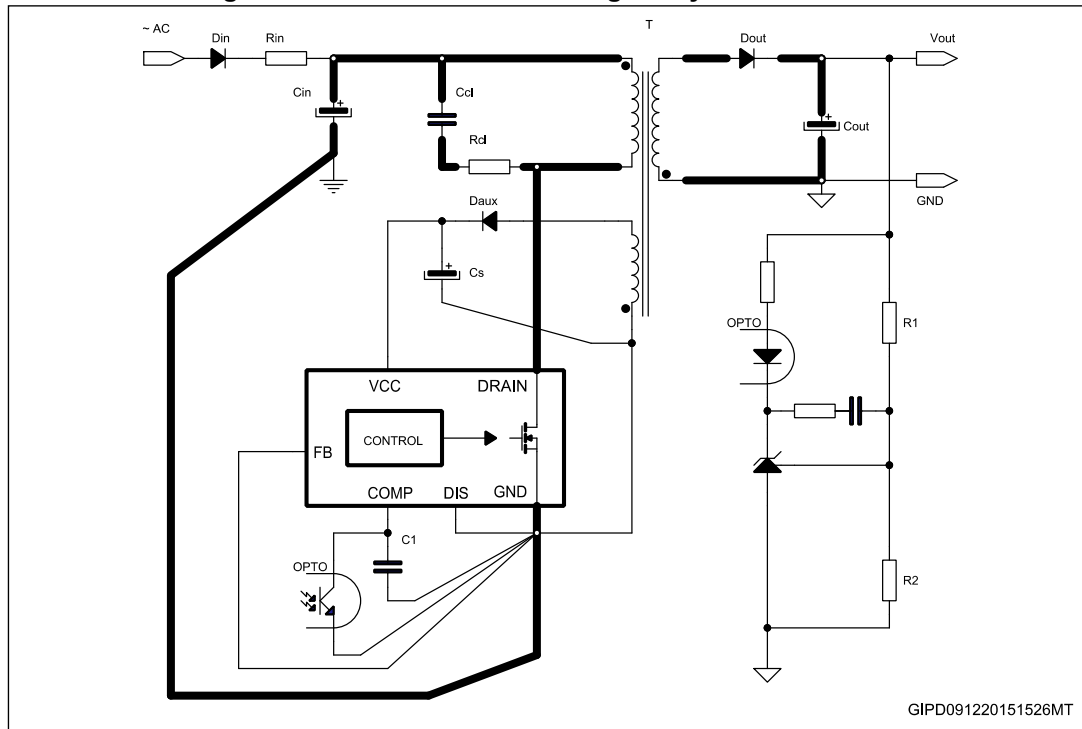 ~ AC
Din
Rin
T
Dout
Vout
Cin
+
Ccl
+
Cout
Rcl
GND
Daux
+
Cs
OPTO
R1
VCC
DRAIN
CONTROL
FB
COMP
DIS
GND
C1
OPTO
R2
GIPD091220151526MT